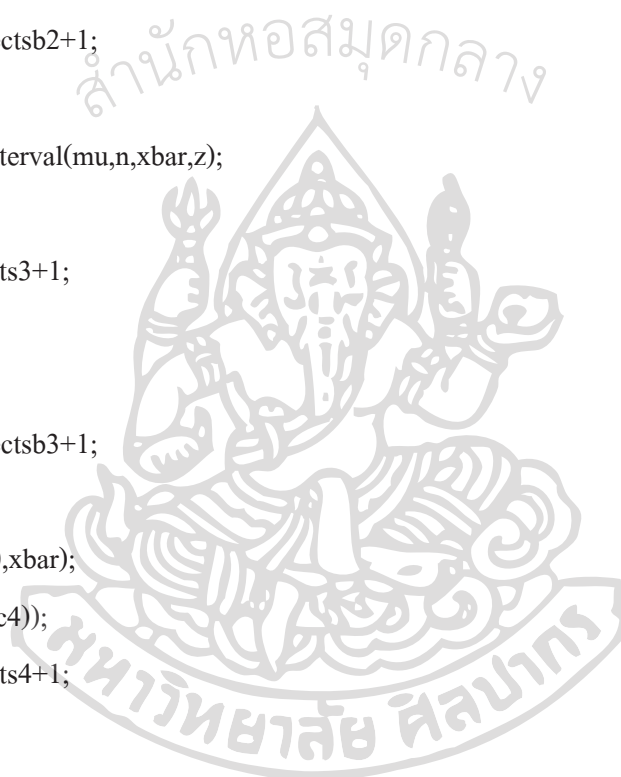 ctsb2+1;
สำนักหอสมุดกลาง
terval(mu,n,xbar,z);
ts3+1;
ctsb3+1;
,xbar);
c4));
ts4+1;
มหาวิทยาลัย ศิลปากร